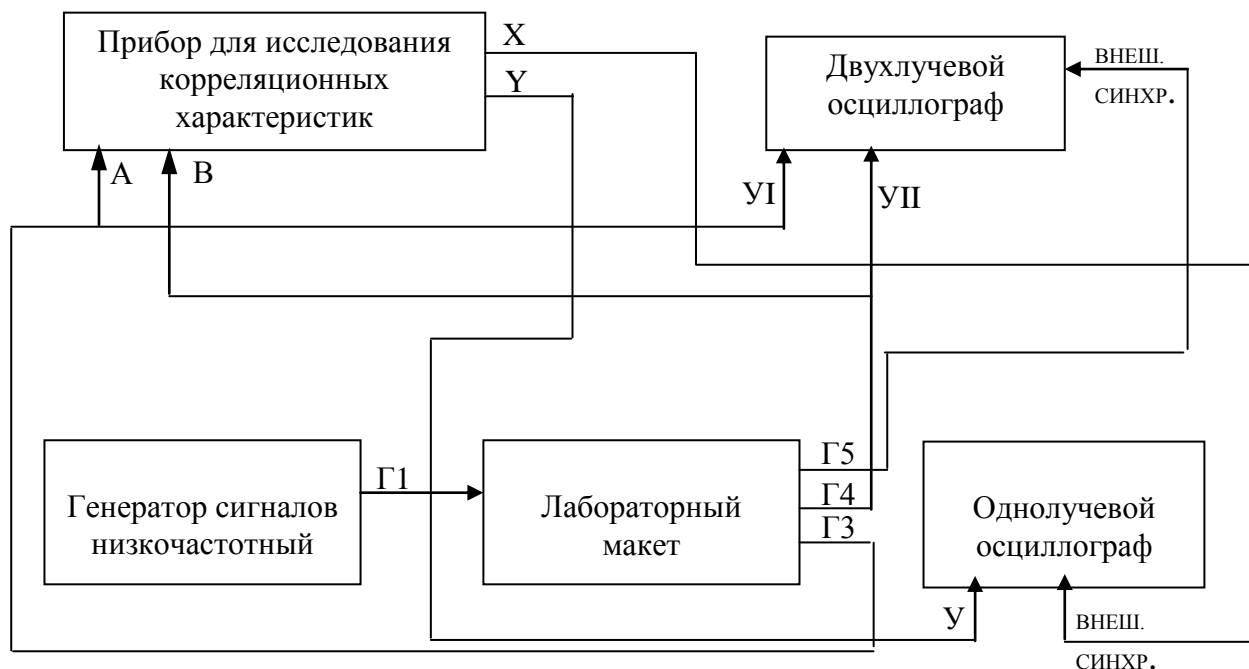 Прибор для исследования
корреляционных
характеристик
X
Y
Двухлучевой
осциллограф
ВНЕШ.
СИНХР.
А
В
УI
УII
Генератор сигналов
низкочастотный
Г1
Лабораторный
макет
Г5
Г4
Г3
Однолучевой
осциллограф
У
ВНЕШ.
СИНХР.